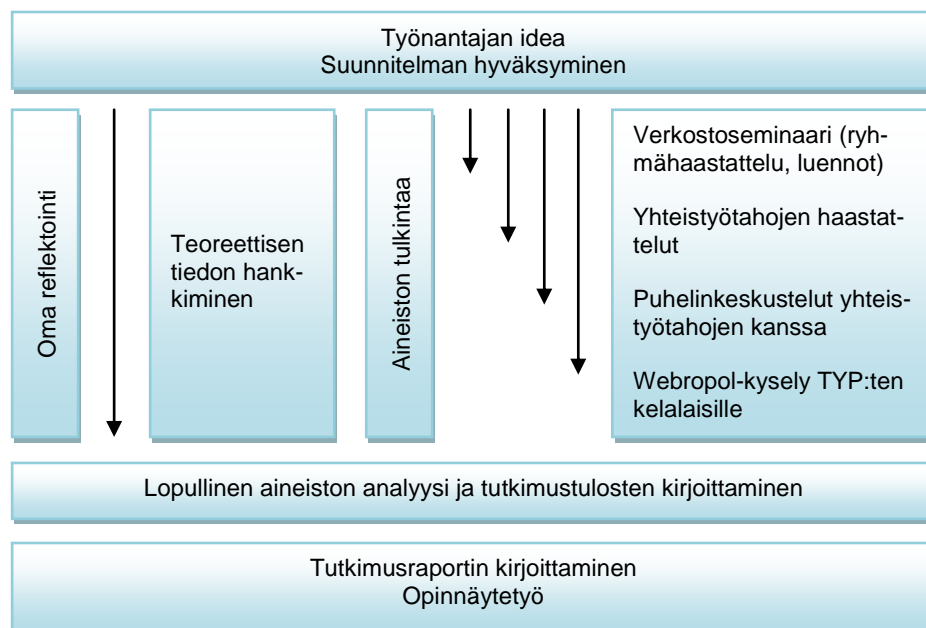 Työnantajan idea
Suunnitelman hyväksyminen
Oma reflektointi
Teoreettisen
tiedon hank-
kiminen
Aineiston tulkintaa
Verkostoseminaari (ryh-
mähaastattelu, luennot)
Yhteistyötahojen haastat-
telut
Puhelinkeskustelut yhteis-
työtahojen kanssa
Webropol-kysely TYP:ten
kelalaisille
Lopullinen aineiston analyysi ja tutkimustulosten kirjoittaminen
Tutkimusraportin kirjoittaminen
Opinnäytetyö